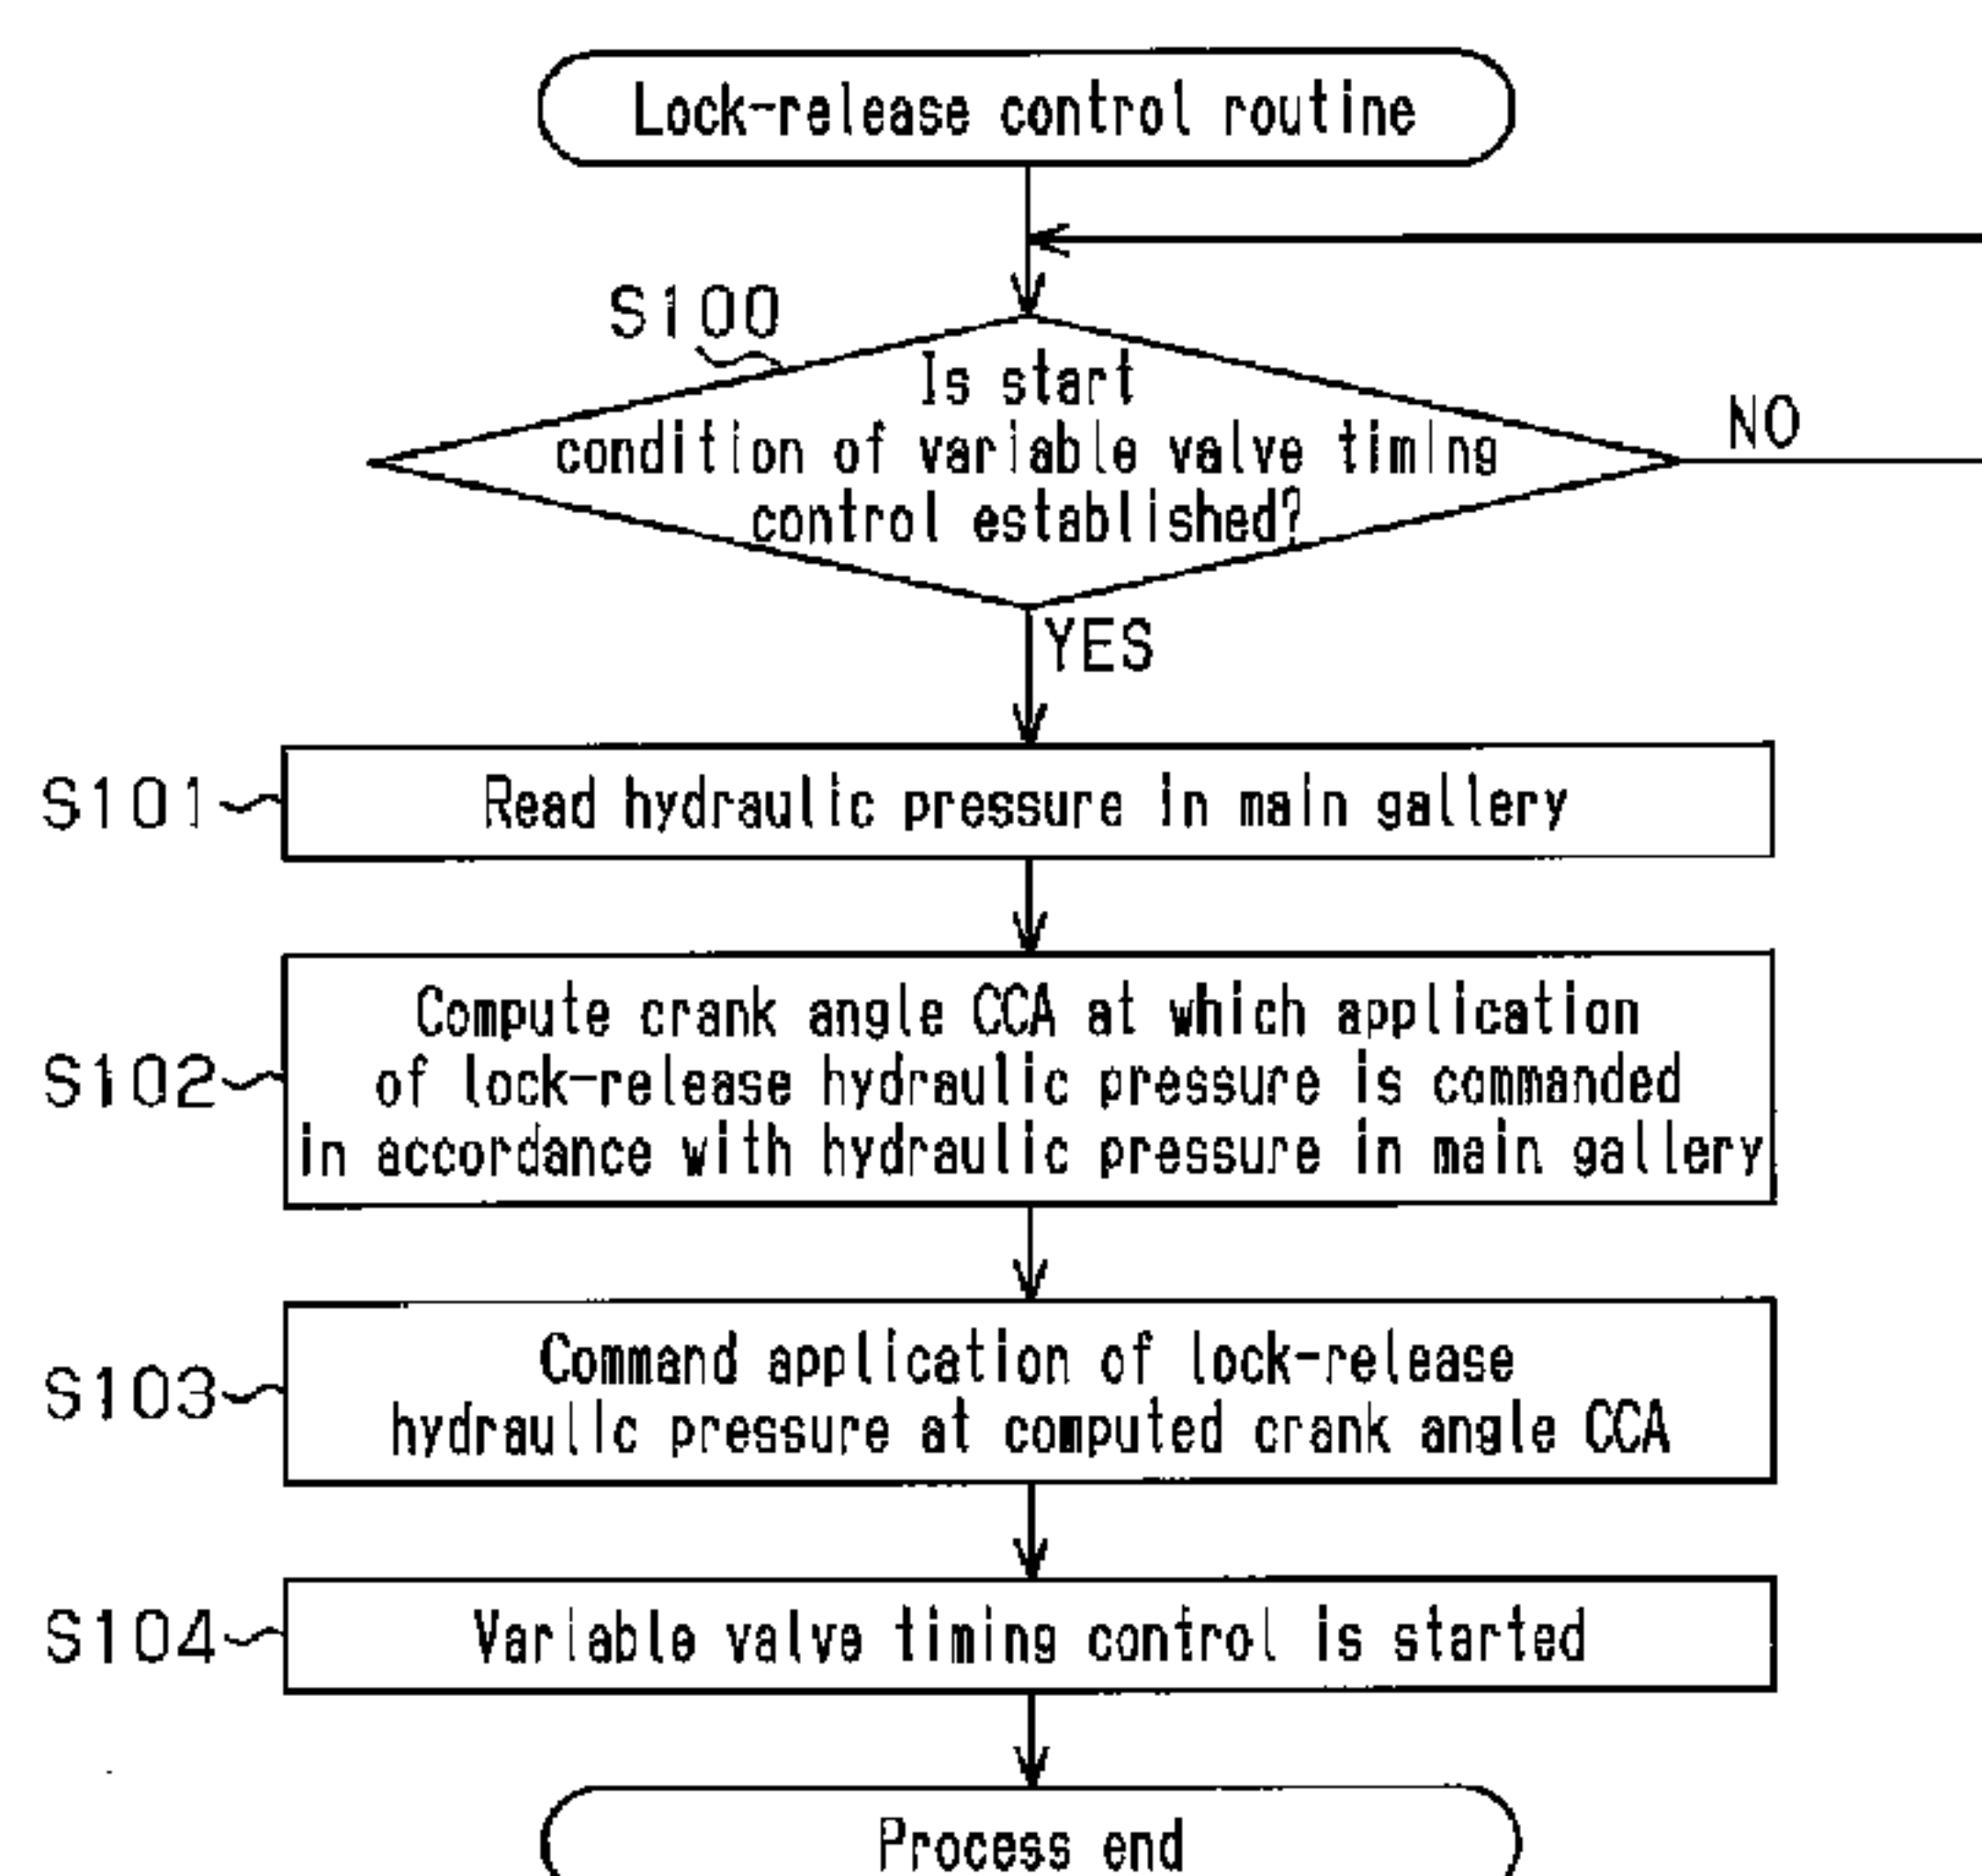 Lock-release control routine
S100
Is start
condition of variable valve timing
control established?
NO
YES
S101
Read hydraulic pressure in main gallery
S102
Compute crank angle CCA at which application
of lock-release hydraulic pressure is commanded
in accordance with hydraulic pressure in main gallery
S103
Command application of lock-release
hydraulic pressure at computed crank angle CCA
S104
Variable valve timing control is started
Process end